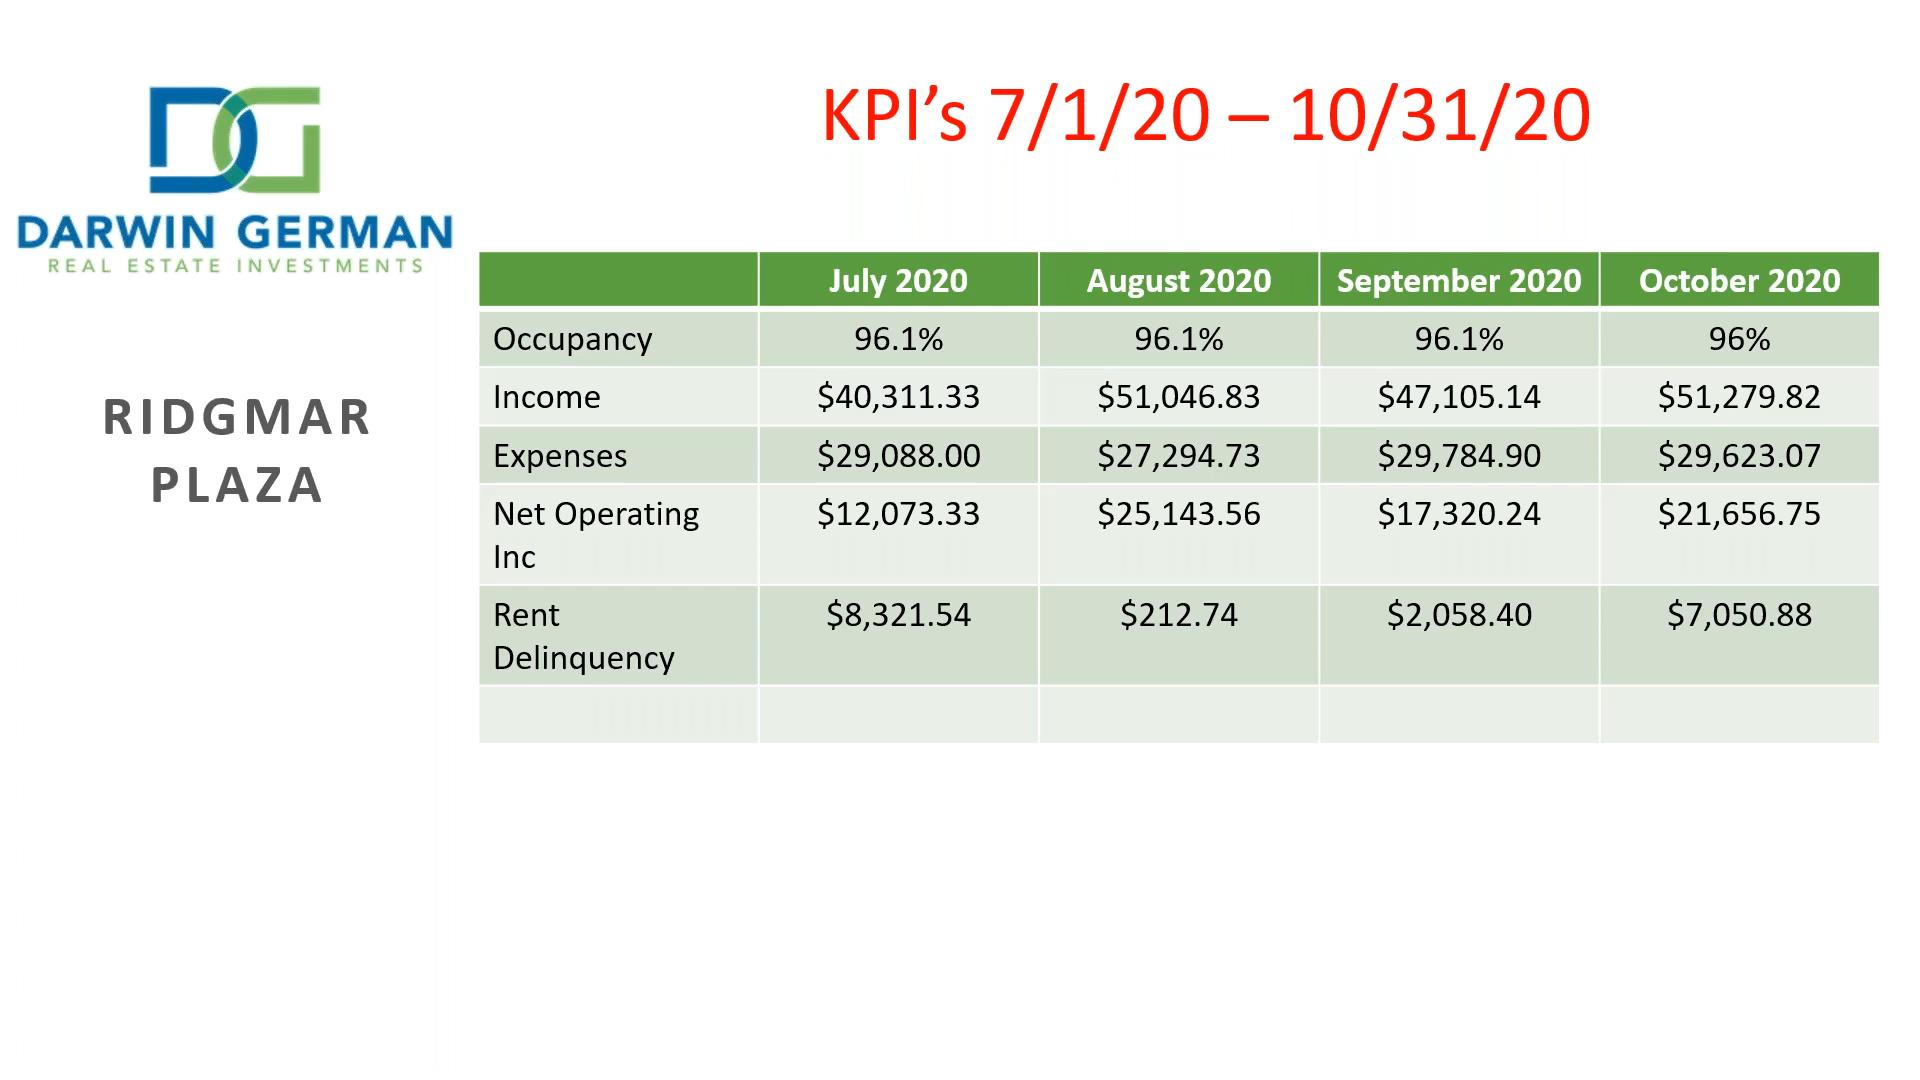 DG
DARWIN GERMAN
REAL ESTATE INVESTMENTS
RIDGMAR
PLAZA
KPI’s 7/1/20 – 10/31/20
July 2020 August 2020 September 2020 October 2020
Occupancy 96.1% 96.1% 96.1% 96%
Income $40,311.33 $51,046.83 $47,105.14 $51,279.82
Expenses $29,088.00 $27,294.73 $29,784.90 $29,623.07
Net Operating $12,073.33 $25,143.56 $17,320.24 $21,656.75
Inc
Rent $8,321.54 $212.74 $2,058.40 $7,050.88
Delinquency